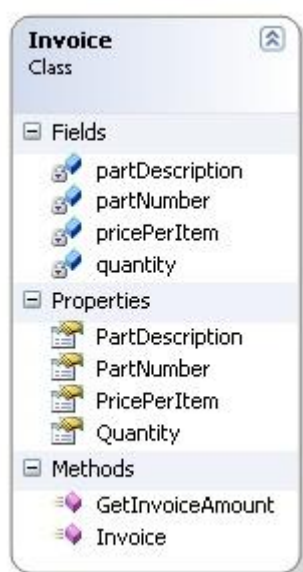 Invoice
Class
Fields
partDescription
partNumber
pricePerItem
quantity
Properties
PartDescription
PartNumber
PricePerItem
Quantity
Methods
GetInvoiceAmount
Invoice